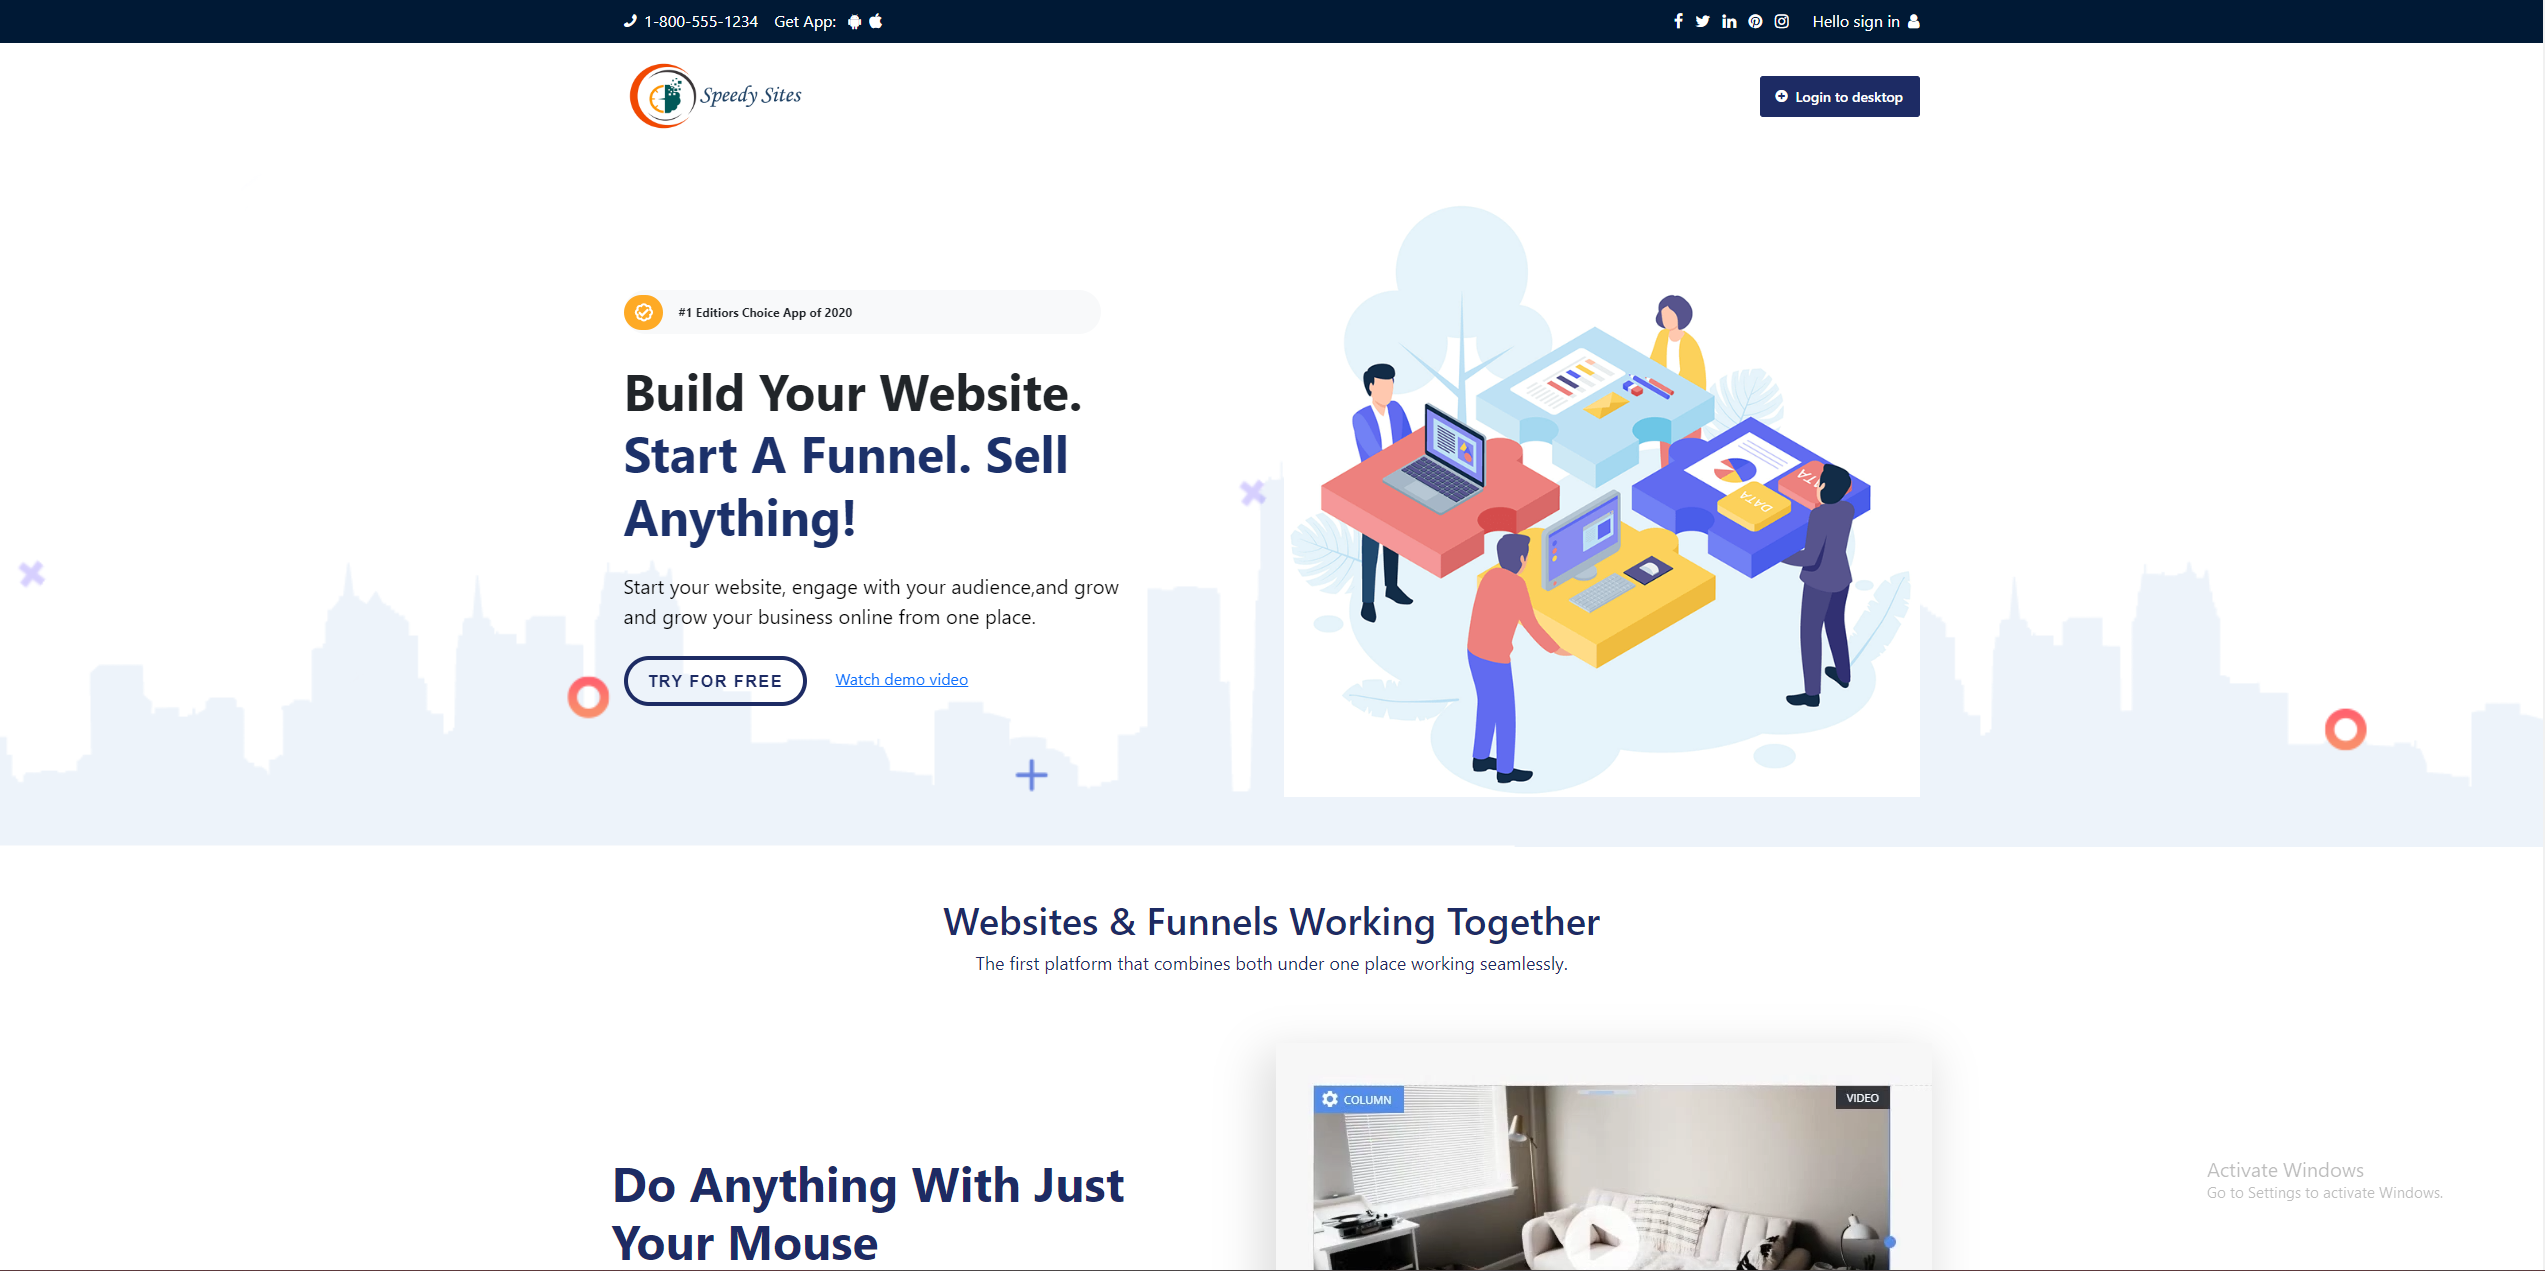 1-800-555-1234 Get App:
Hello sign in
Speedy Sites
Login to desktop
#1 Editiors Choice App of 2020
Build Your Website.
Start A Funnel. Sell
Anything!
Start your website, engage with your audience,and grow
and grow your business online from one place.
TRY FOR FREE
Watch demo video
DATA
DATA
Websites & Funnels Working Together
The first platform that combines both under one place working seamlessly.
COLUMN
VIDEO
Do Anything With Just
Your Mouse
Activate Windows
Go to Settings to activate Windows.